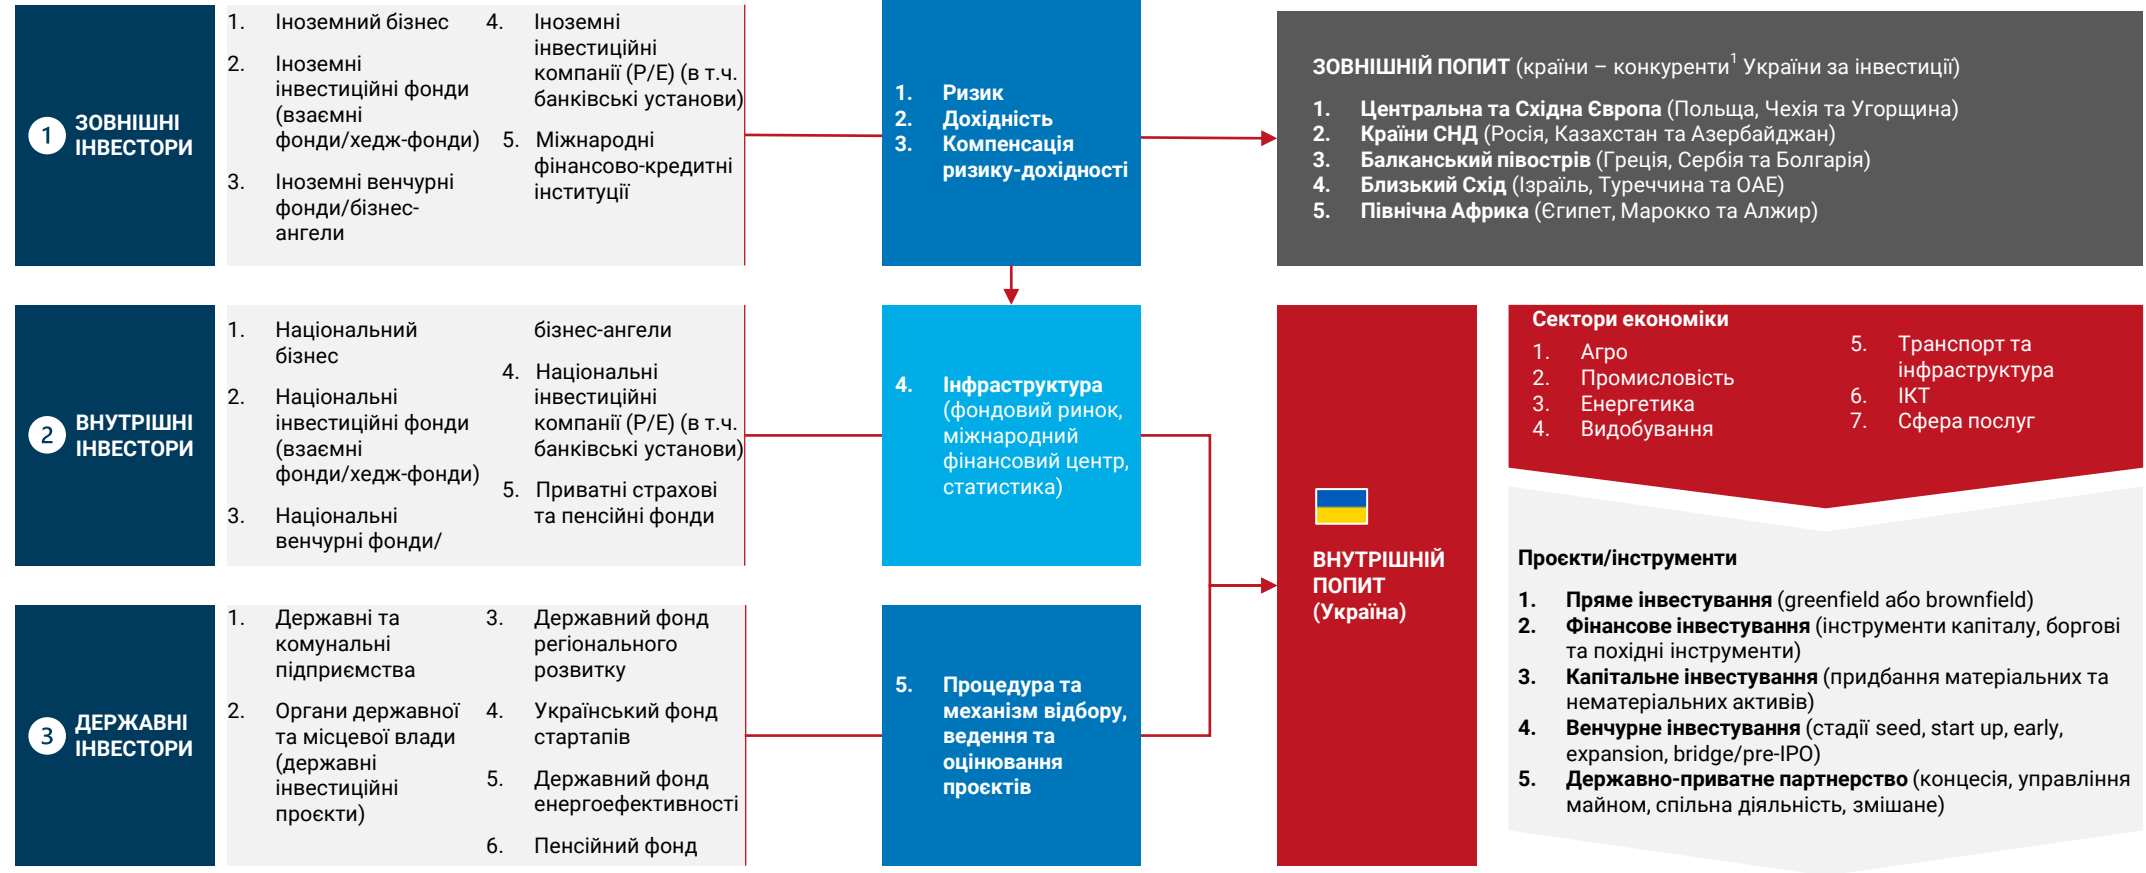 1 ЗОВНІШНІ
ІНВЕСТОРИ
1. Іноземний бізнес
2. Іноземні
інвестиційні фонди
(взаємні
фонди/хедж-фонди)
3. Іноземні венчурні
фонди/бізнес-
ангели
4. Іноземні
інвестиційні
компанії (P/E) (в т.ч.
банківські установи)
5. Міжнародні
фінансово-кредитні
інституції
1. Ризик
2. Дохідність
3. Компенсація
ризику-дохідності
ЗОВНІШНІЙ ПОПИТ (країни – конкуренти1 України за інвестиції)
1. Центральна та Східна Європа (Польща, Чехія та Угорщина)
2. Країни СНД (Росія, Казахстан та Азербайджан)
3. Балканський півострів (Греція, Сербія та Болгарія)
4. Близький Схід (Ізраїль, Туреччина та ОАЕ)
5. Північна Африка (Єгипет, Марокко та Алжир)
2 ВНУТРІШНІ
ІНВЕСТОРИ
1. Національний
бізнес
2. Національні
інвестиційні фонди
(взаємні
фонди/хедж-фонди)
3. Національні
венчурні фонди/
бізнес-ангели
4. Національні
інвестиційні
компанії (P/E) (в т.ч.
банківські установи)
5. Приватні страхові
та пенсійні фонди
4. Інфраструктура
(фондовий ринок,
міжнародний
фінансовий центр,
статистика)
3 ДЕРЖАВНІ
ІНВЕСТОРИ
1. Державні та
комунальні
підприємства
2. Органи державної
та місцевої влади
(державні
інвестиційні
проєкти)
3. Державний фонд
регіонального
розвитку
4. Український фонд
стартапів
5. Державний фонд
енергоефективності
6. Пенсійний фонд
5. Процедура та
механізм відбору,
ведення та
оцінювання
проєктів
ВНУТРІШНІЙ
ПОПИТ
(Україна)
Сектори економіки
1. Агро
2. Промисловість
3. Енергетика
4. Видобування
5. Транспорт та
інфраструктура
6. ІКТ
7. Сфера послуг
Проєкти/інструменти
1. Пряме інвестування (greenfield або brownfield)
2. Фінансове інвестування (інструменти капіталу, боргові
та похідні інструменти)
3. Капітальне інвестування (придбання матеріальних та
нематеріальних активів)
4. Венчурне інвестування (стадії seed, start up, early,
expansion, bridge/pre-IPO)
5. Державно-приватне партнерство (концесія, управління
майном, спільна діяльність, змішане)